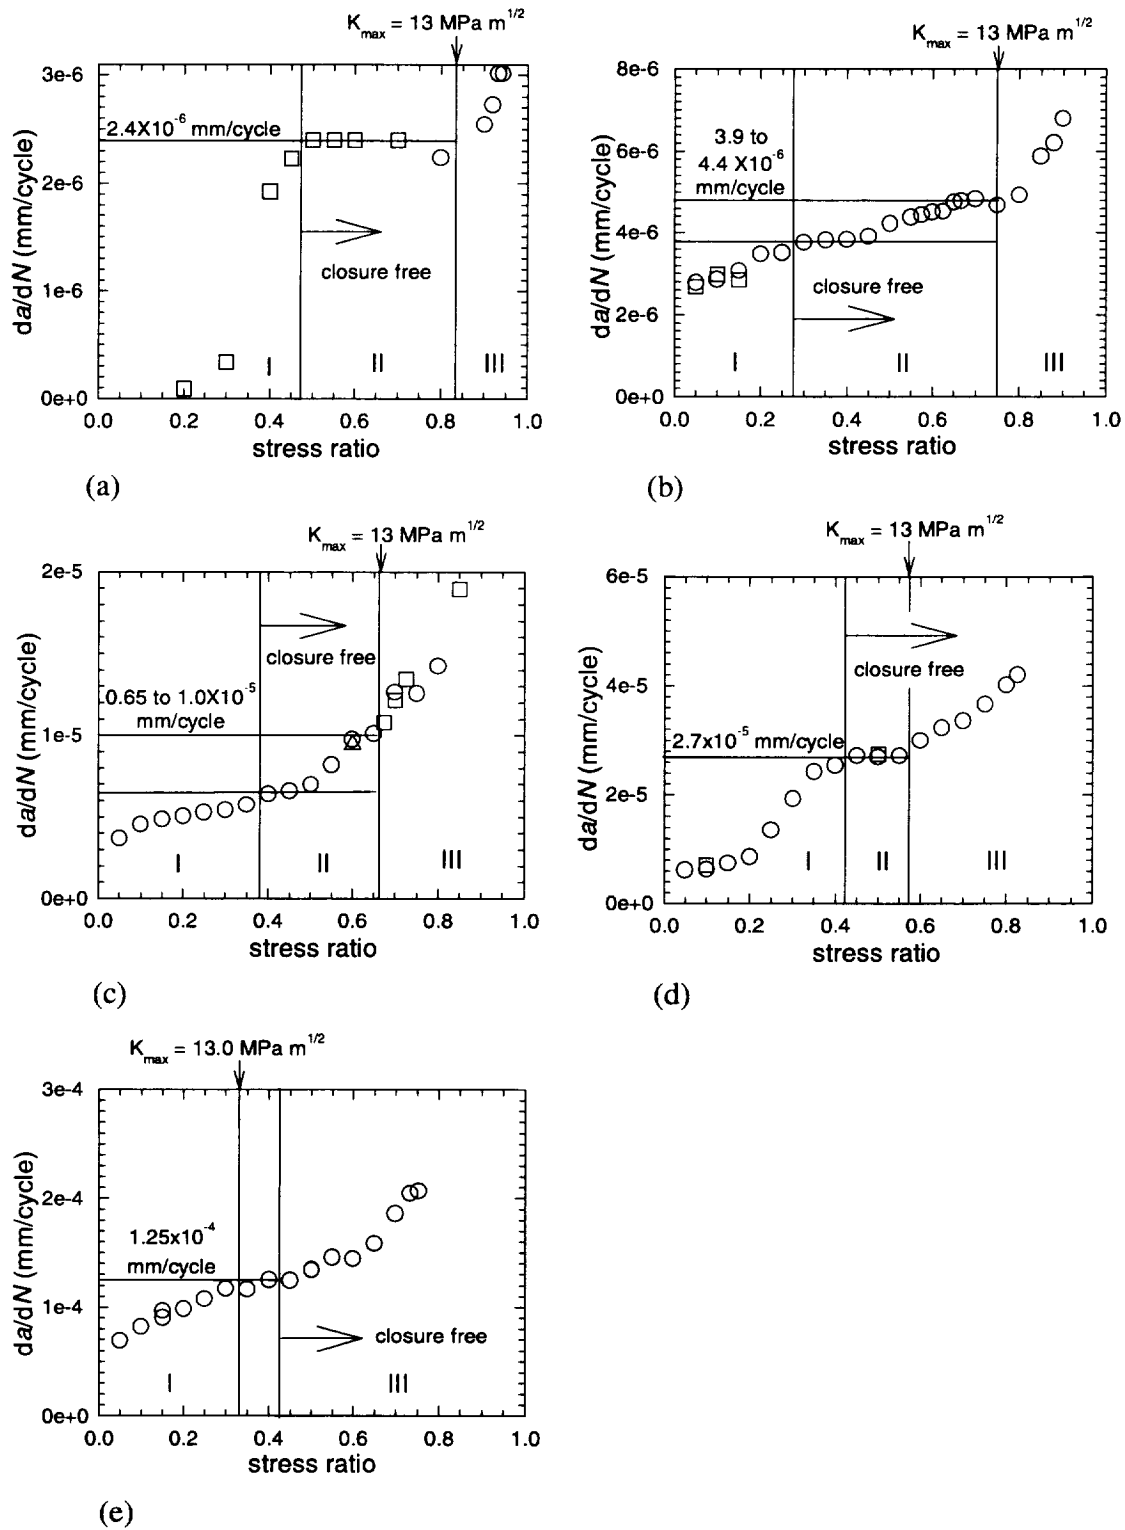 K_max = 13 MPa m^1/2
3e-6
2.4X10^-6 mm/cycle
2e-6
closure free
1e-6
I II III
0e+0
0.0 0.2 0.4 0.6 0.8 1.0
da/dN (mm/cycle)
stress ratio
(a)
K_max = 13 MPa m^1/2
8e-6
3.9 to
4.4 X10^-6
mm/cycle
6e-6
4e-6
closure free
2e-6
I II III
0e+0
0.0 0.2 0.4 0.6 0.8 1.0
da/dN (mm/cycle)
stress ratio
(b)
K_max = 13 MPa m^1/2
2e-5
closure free
0.65 to 1.0X10^-5
mm/cycle
1e-5
I II III
0e+0
0.0 0.2 0.4 0.6 0.8 1.0
da/dN (mm/cycle)
stress ratio
(c)
K_max = 13 MPa m^1/2
6e-5
closure free
4e-5
2.7x10^-5 mm/cycle
2e-5
I II III
0e+0
0.0 0.2 0.4 0.6 0.8 1.0
da/dN (mm/cycle)
stress ratio
(d)
K_max = 13.0 MPa m^1/2
3e-4
2e-4
1.25x10^-4
mm/cycle
1e-4
closure free
I III
0e+0
0.0 0.2 0.4 0.6 0.8 1.0
da/dN (mm/cycle)
stress ratio
(e)